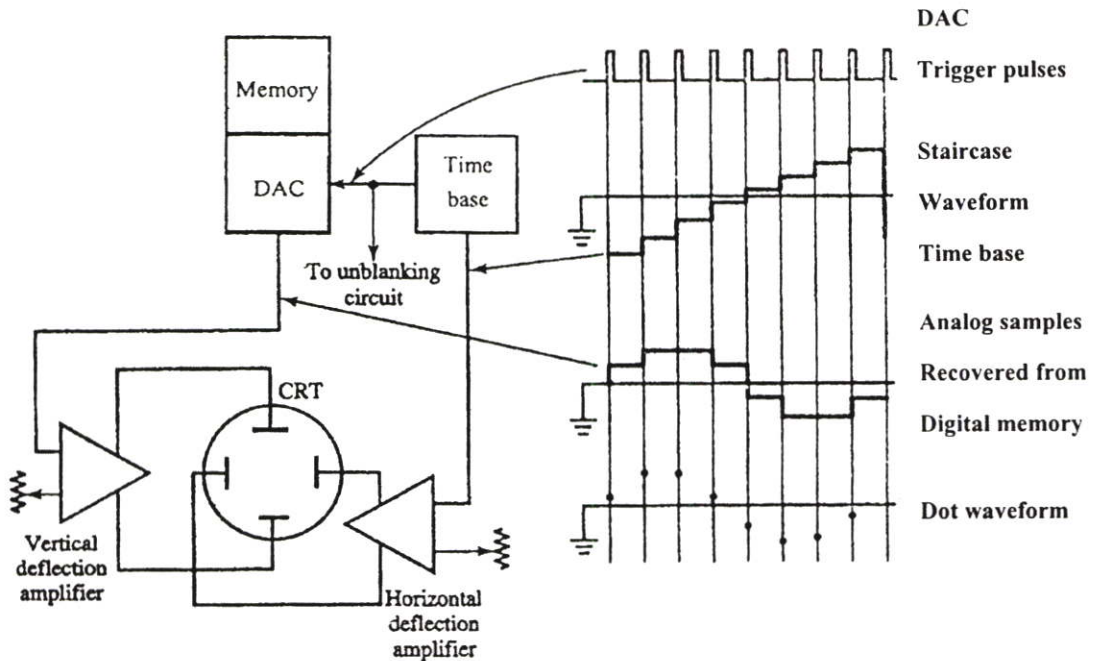 Memory
DAC
Time
base
To unblanking
circuit
CRT
Vertical
deflection
amplifier
Horizontal
deflection
amplifier
DAC
Trigger pulses
Staircase
Waveform
Time base
Analog samples
Recovered from
Digital memory
Dot waveform